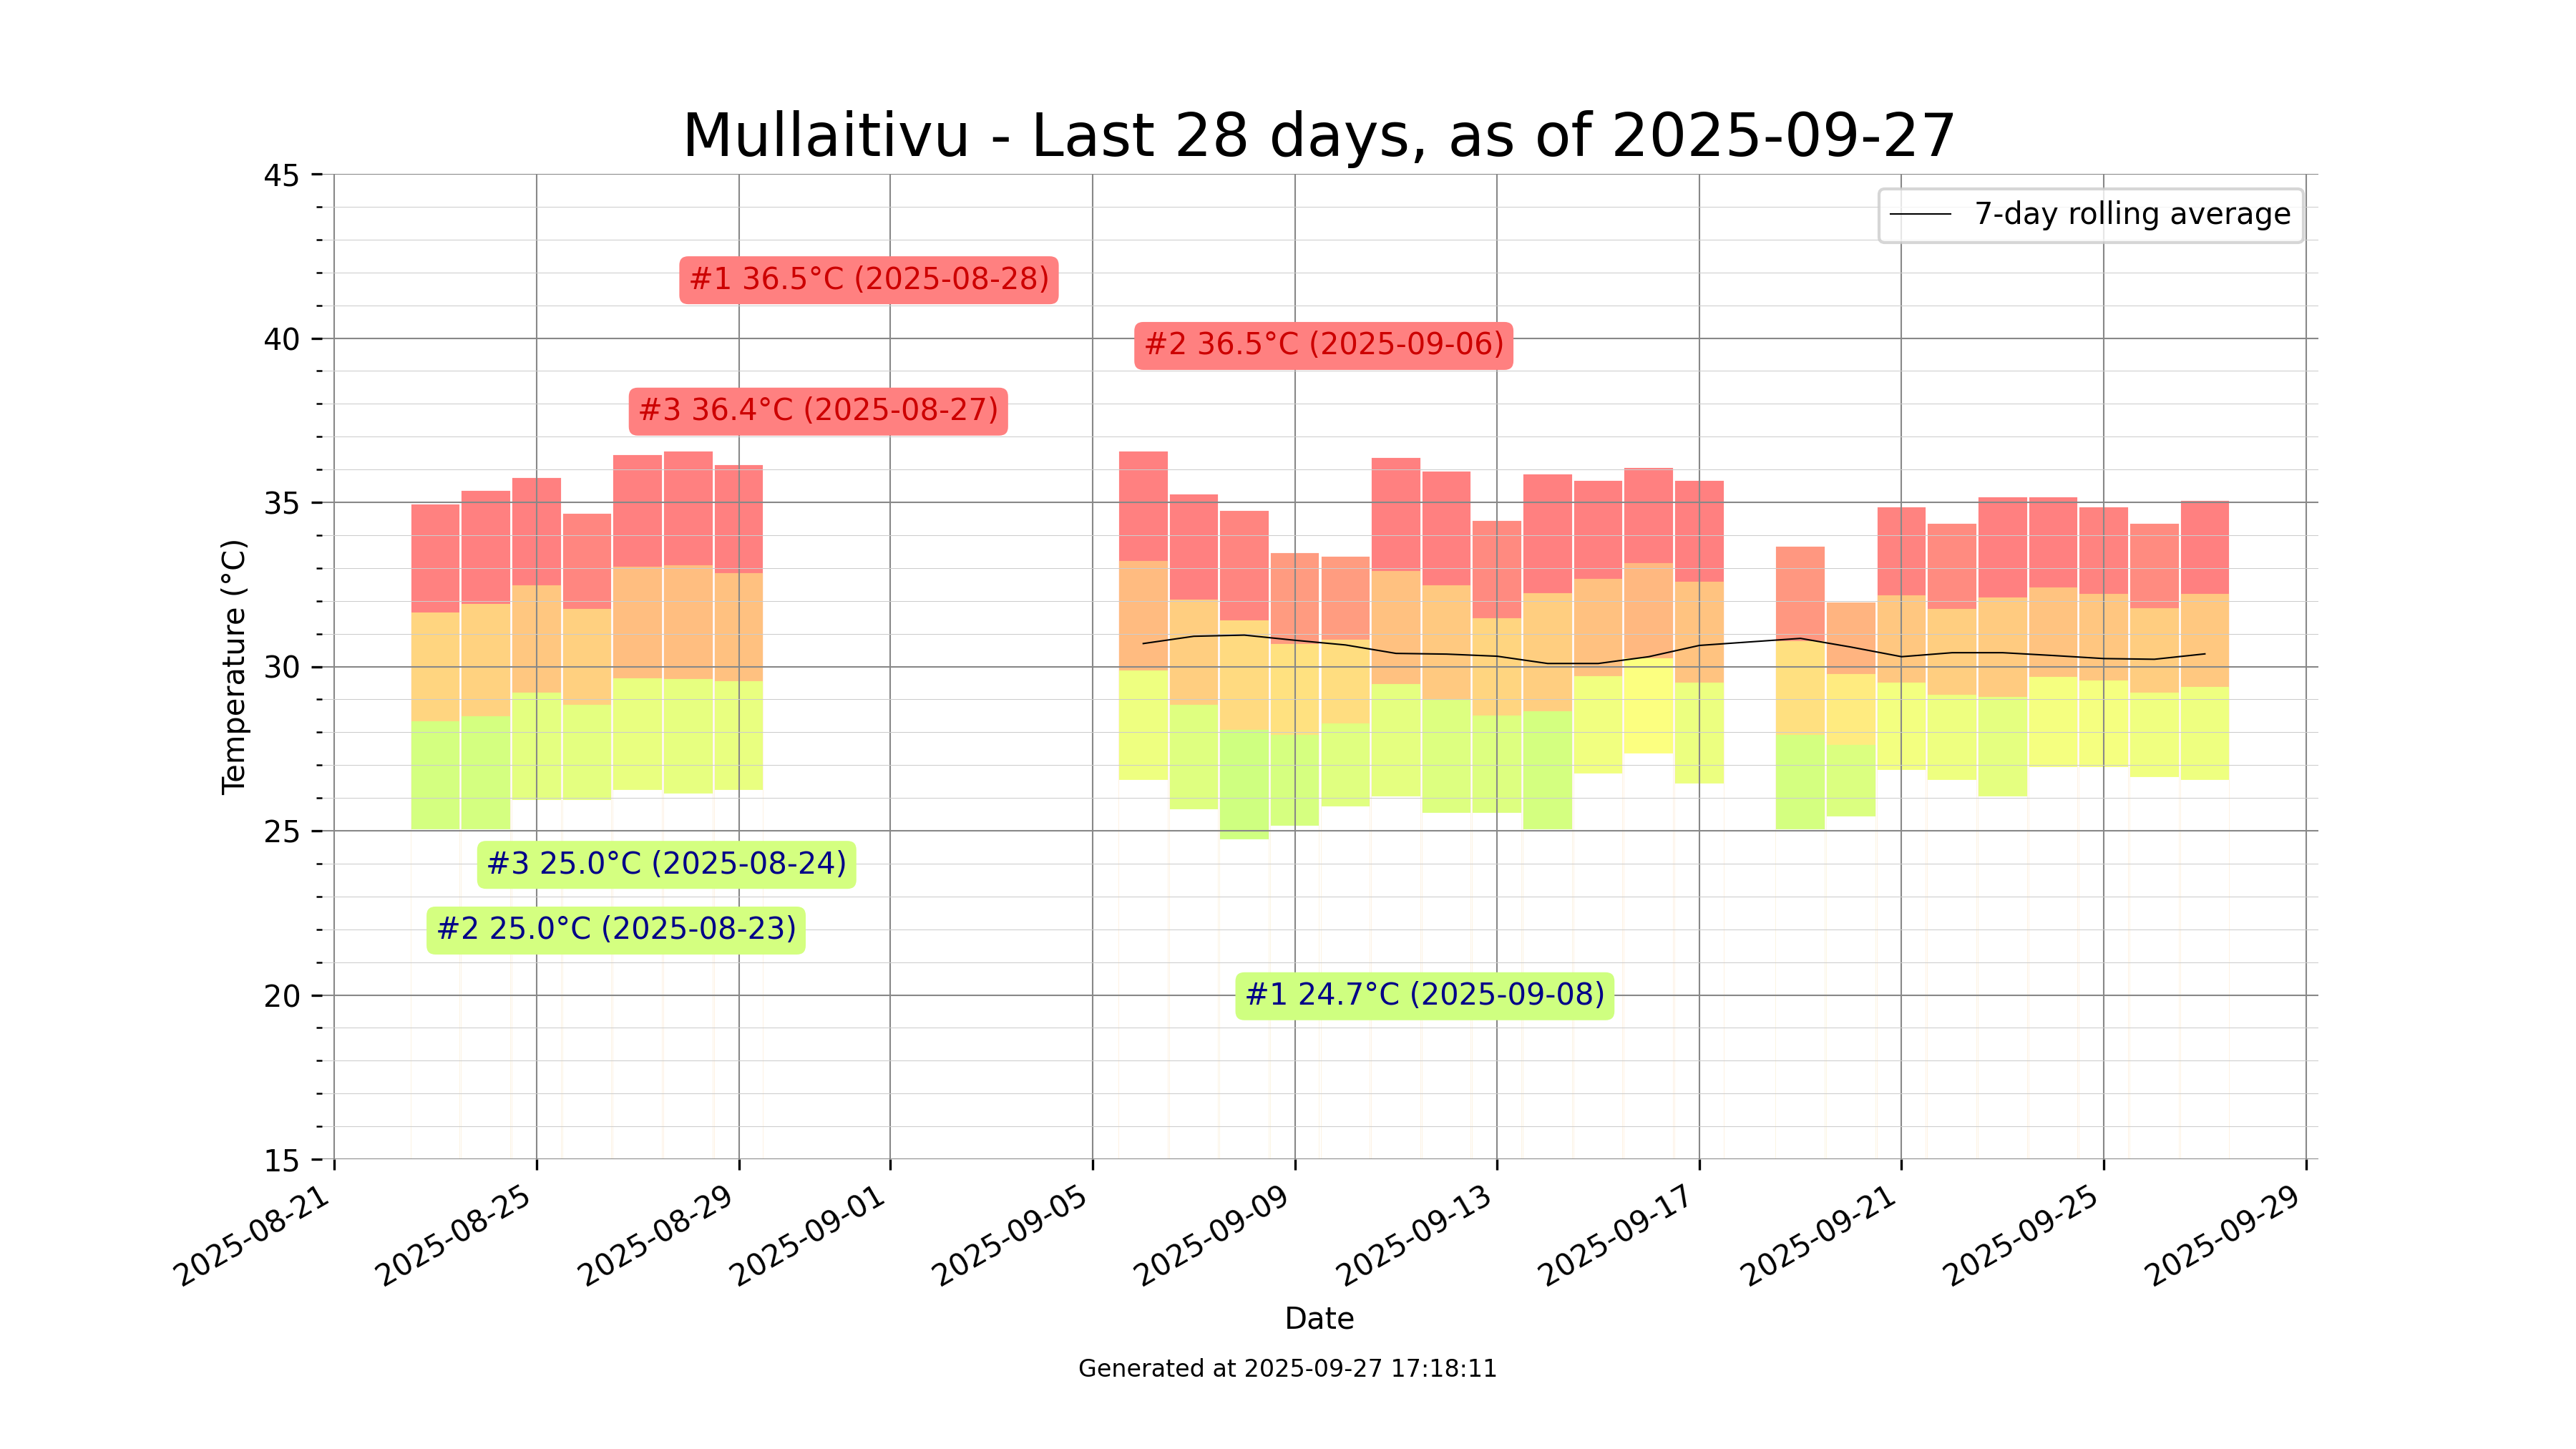 Mullaitivu - Last 28 days, as of 2025-09-27
45
7-day rolling average
#1 36.5°C (2025-08-28)
40
#2 36.5°C (2025-09-06)
#3 36.4°C (2025-08-27)
35
30
Temperature (°C)
25
#3 25.0°C (2025-08-24)
#2 25.0°C (2025-08-23)
20
#1 24.7°C (2025-09-08)
15
2025-08-21
2025-08-25
2025-08-29
2025-09-01
2025-09-05
2025-09-09
2025-09-13
2025-09-17
2025-09-21
2025-09-25
2025-09-29
Date
Generated at 2025-09-27 17:18:11